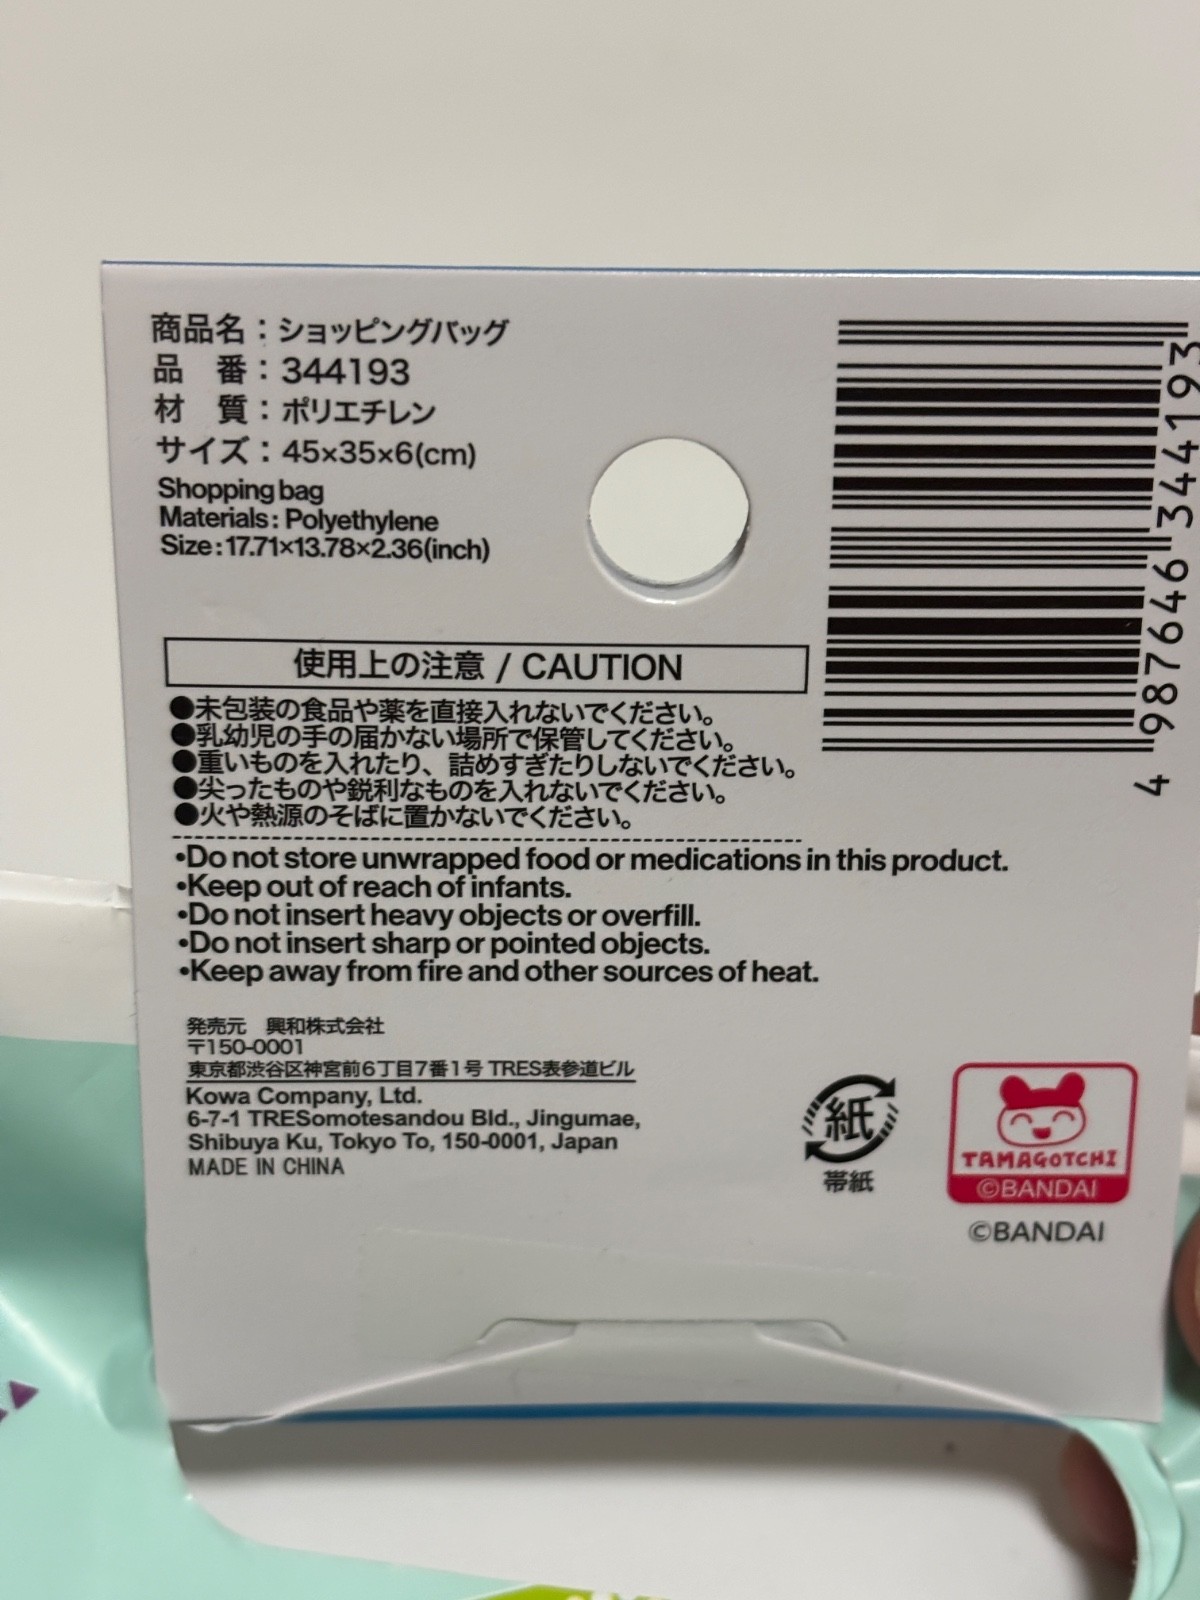 商品名：ショッピングバッグ
品　番：344193
材　質：ポリエチレン
サイズ：45×35×6(cm)
Shopping bag
Materials: Polyethylene
Size:17.71×13.78×2.36(inch)
4 987646 344193
使用上の注意 / CAUTION
●未包装の食品や薬を直接入れないでください。
●乳幼児の手の届かない場所で保管してください。
●重いものを入れたり、詰めすぎたりしないでください。
●尖ったものや鋭利なものを入れないでください。
●火や熱源のそばに置かないでください。
•Do not store unwrapped food or medications in this product.
•Keep out of reach of infants.
•Do not insert heavy objects or overfill.
•Do not insert sharp or pointed objects.
•Keep away from fire and other sources of heat.
発売元　興和株式会社
〒150-0001
東京都渋谷区神宮前6丁目7番1号 TRES表参道ビル
Kowa Company, Ltd.
6-7-1 TRESomotesandou Bld., Jingumae,
Shibuya Ku, Tokyo To, 150-0001, Japan
MADE IN CHINA
紙
帯紙
TAMAGOTCHI
©BANDAI
©BANDAI